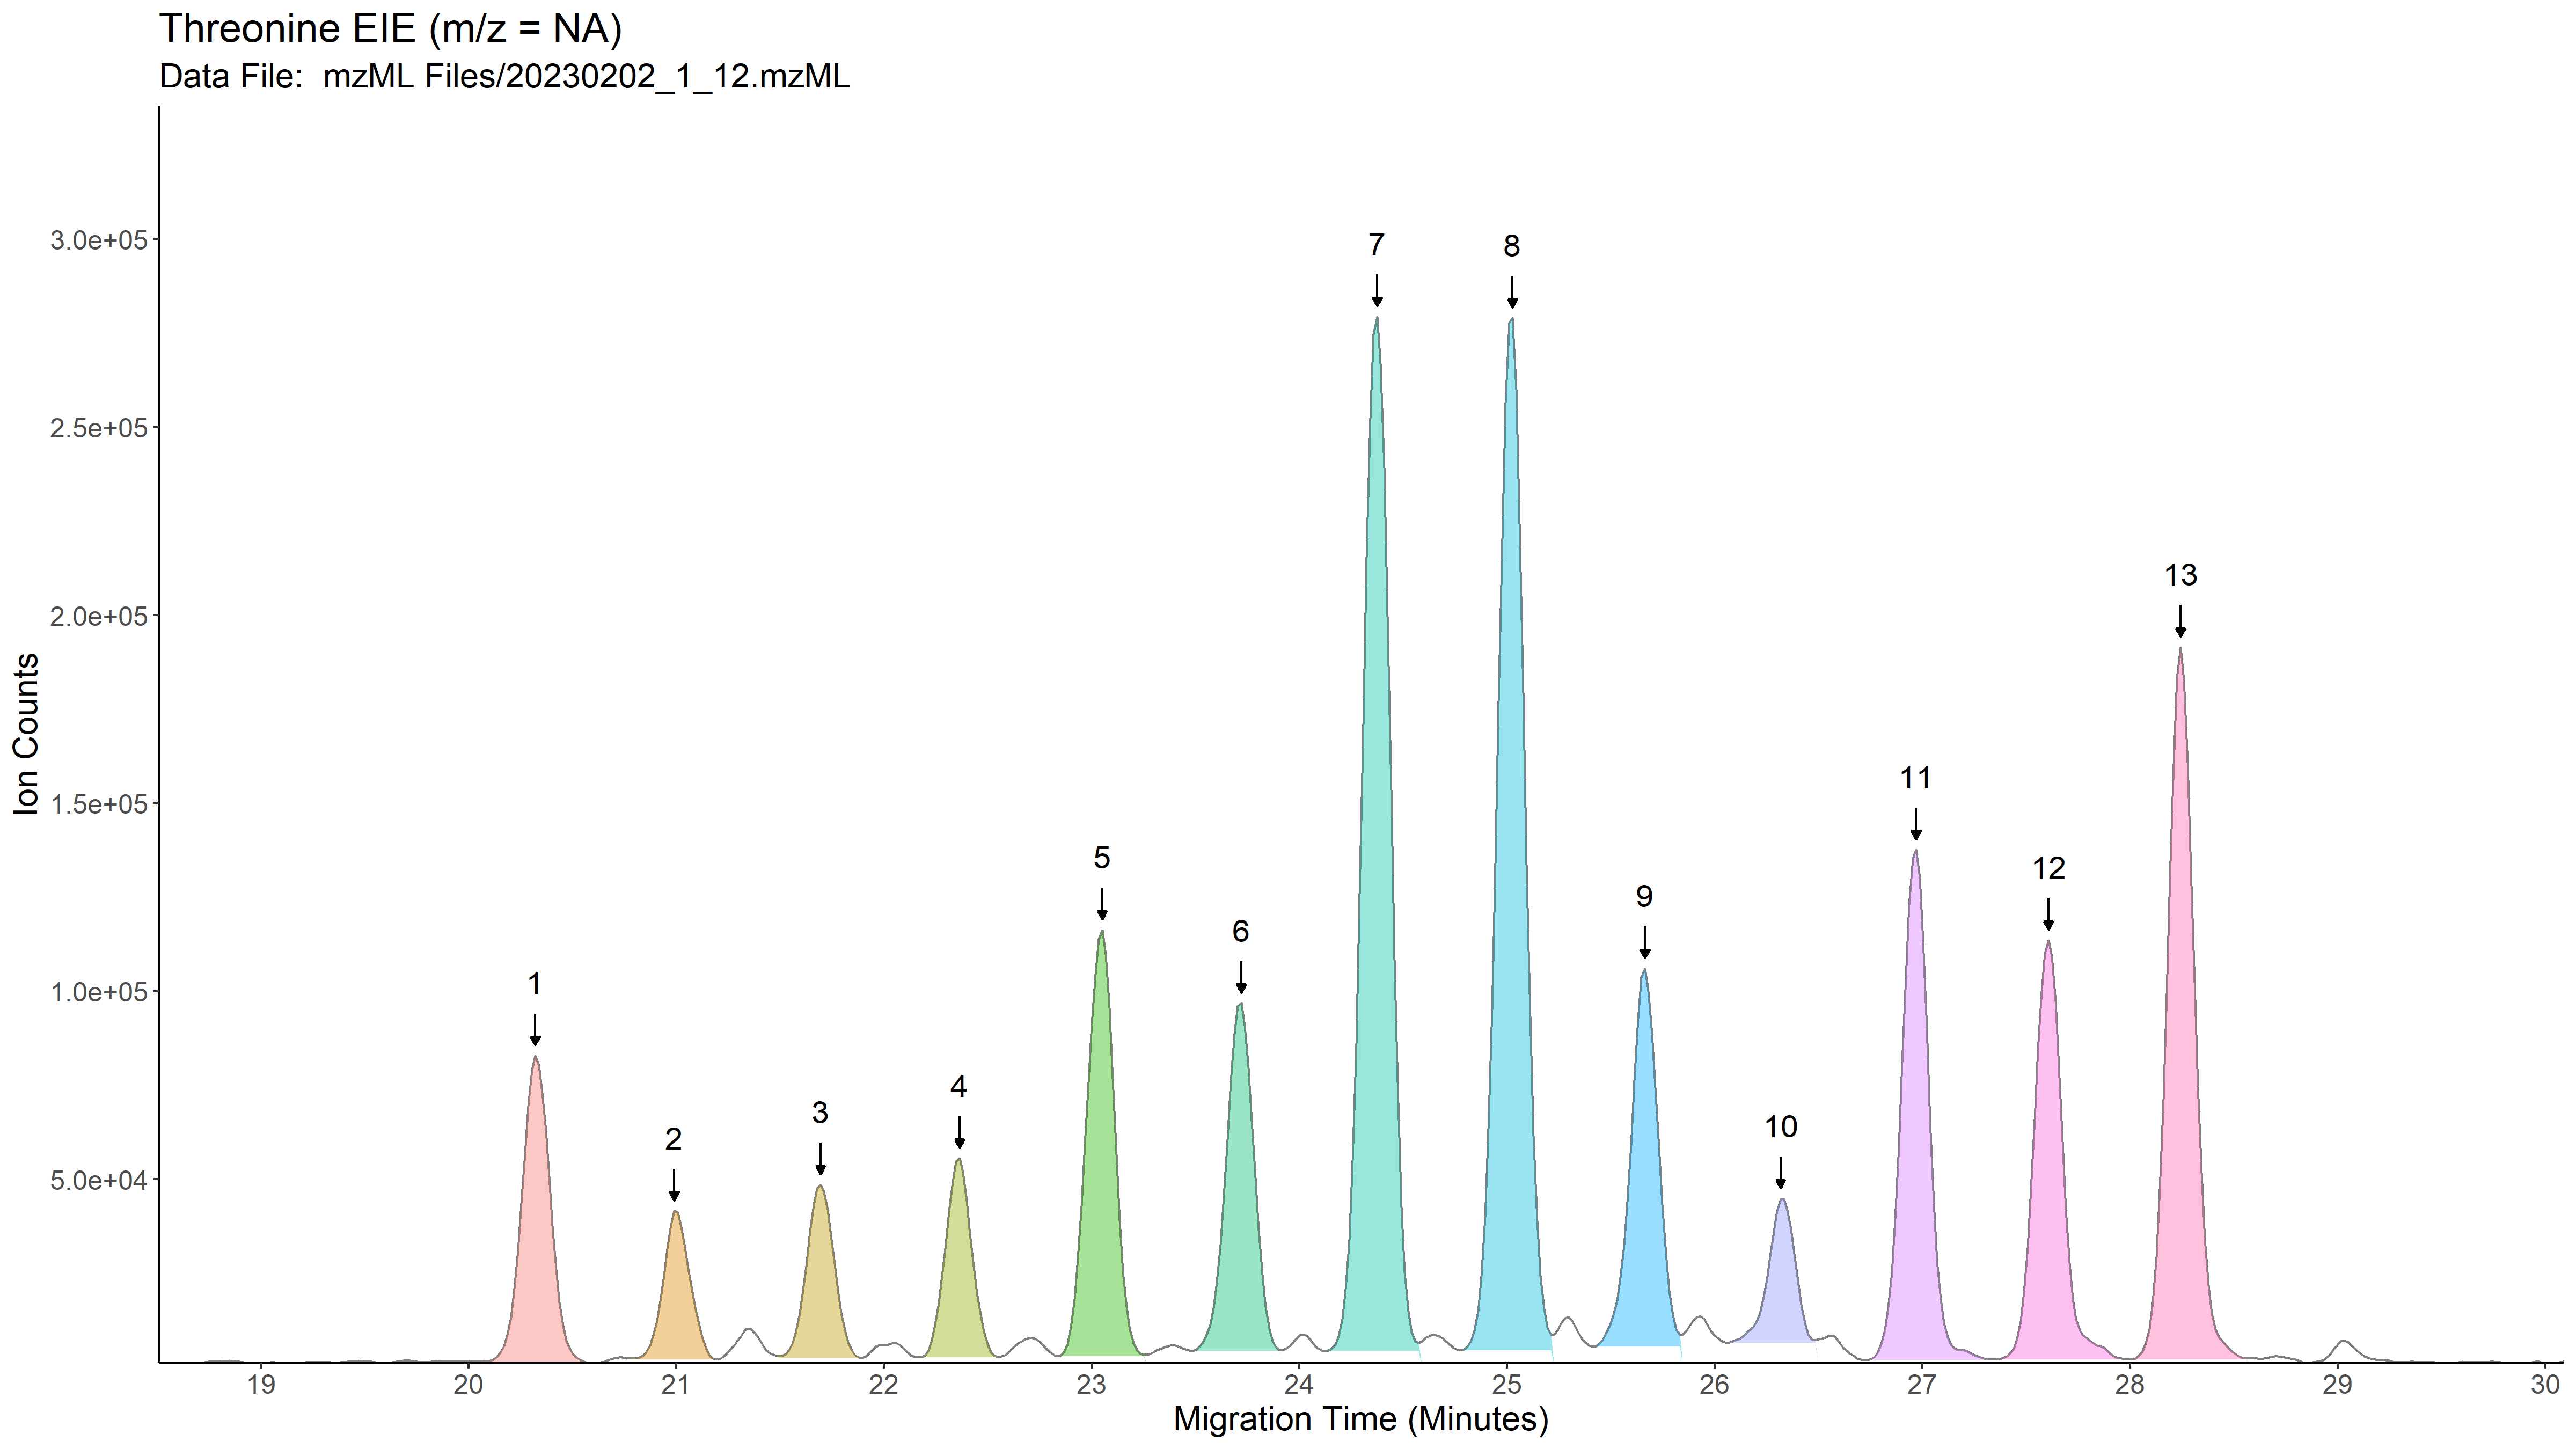 Threonine EIE (m/z = NA)
Data File:  mzML Files/20230202_1_12.mzML
3.0e+05
2.5e+05
2.0e+05
1.5e+05
1.0e+05
5.0e+04
Ion Counts
1
2
3
4
5
6
7
8
9
10
11
12
13
19 20 21 22 23 24 25 26 27 28 29 30
Migration Time (Minutes)